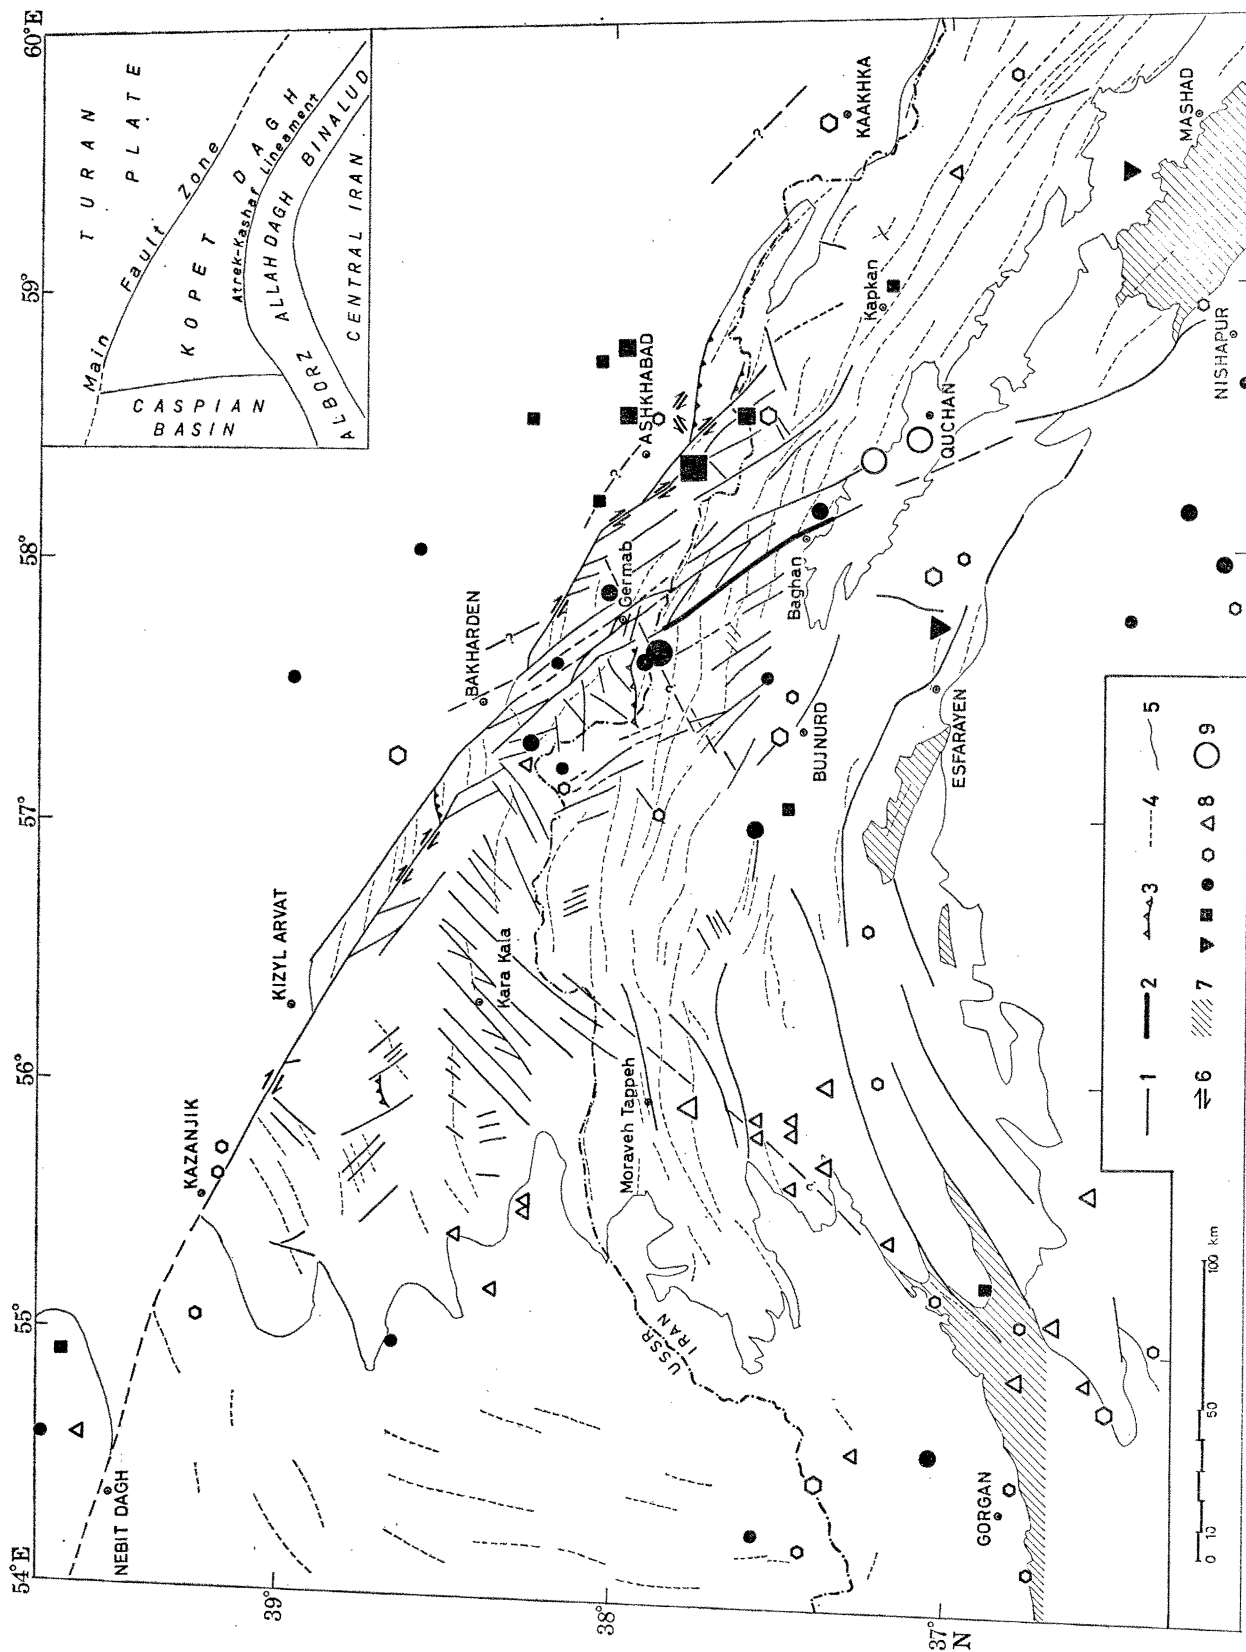 54°E
55°
56°
57°
58°
59°
60°E
39°
38°
37°
N
TURAN
PLATE
Main Fault Zone
KOPET DAGH
Atrek-Kashaf Lineament
ALLAH DAGH BINALUD
CASPIAN
BASIN
ALBORZ
CENTRAL IRAN
NEBIT DAGH
KAZANJIK
KIZYL ARVAT
BAKHARDEN
ASHKHABAD
KAAKHKA
Kara Kala
Germab
?
?
?
?
?
Moraveh Tappeh
USSR
IRAN
Baghan
Kapkan
BUJNURD
QUCHAN
MASHAD
NISHAPUR
ESFARAYEN
GORGAN
0 10 50 100 km
1 2 3 4 5
6 7 8 9